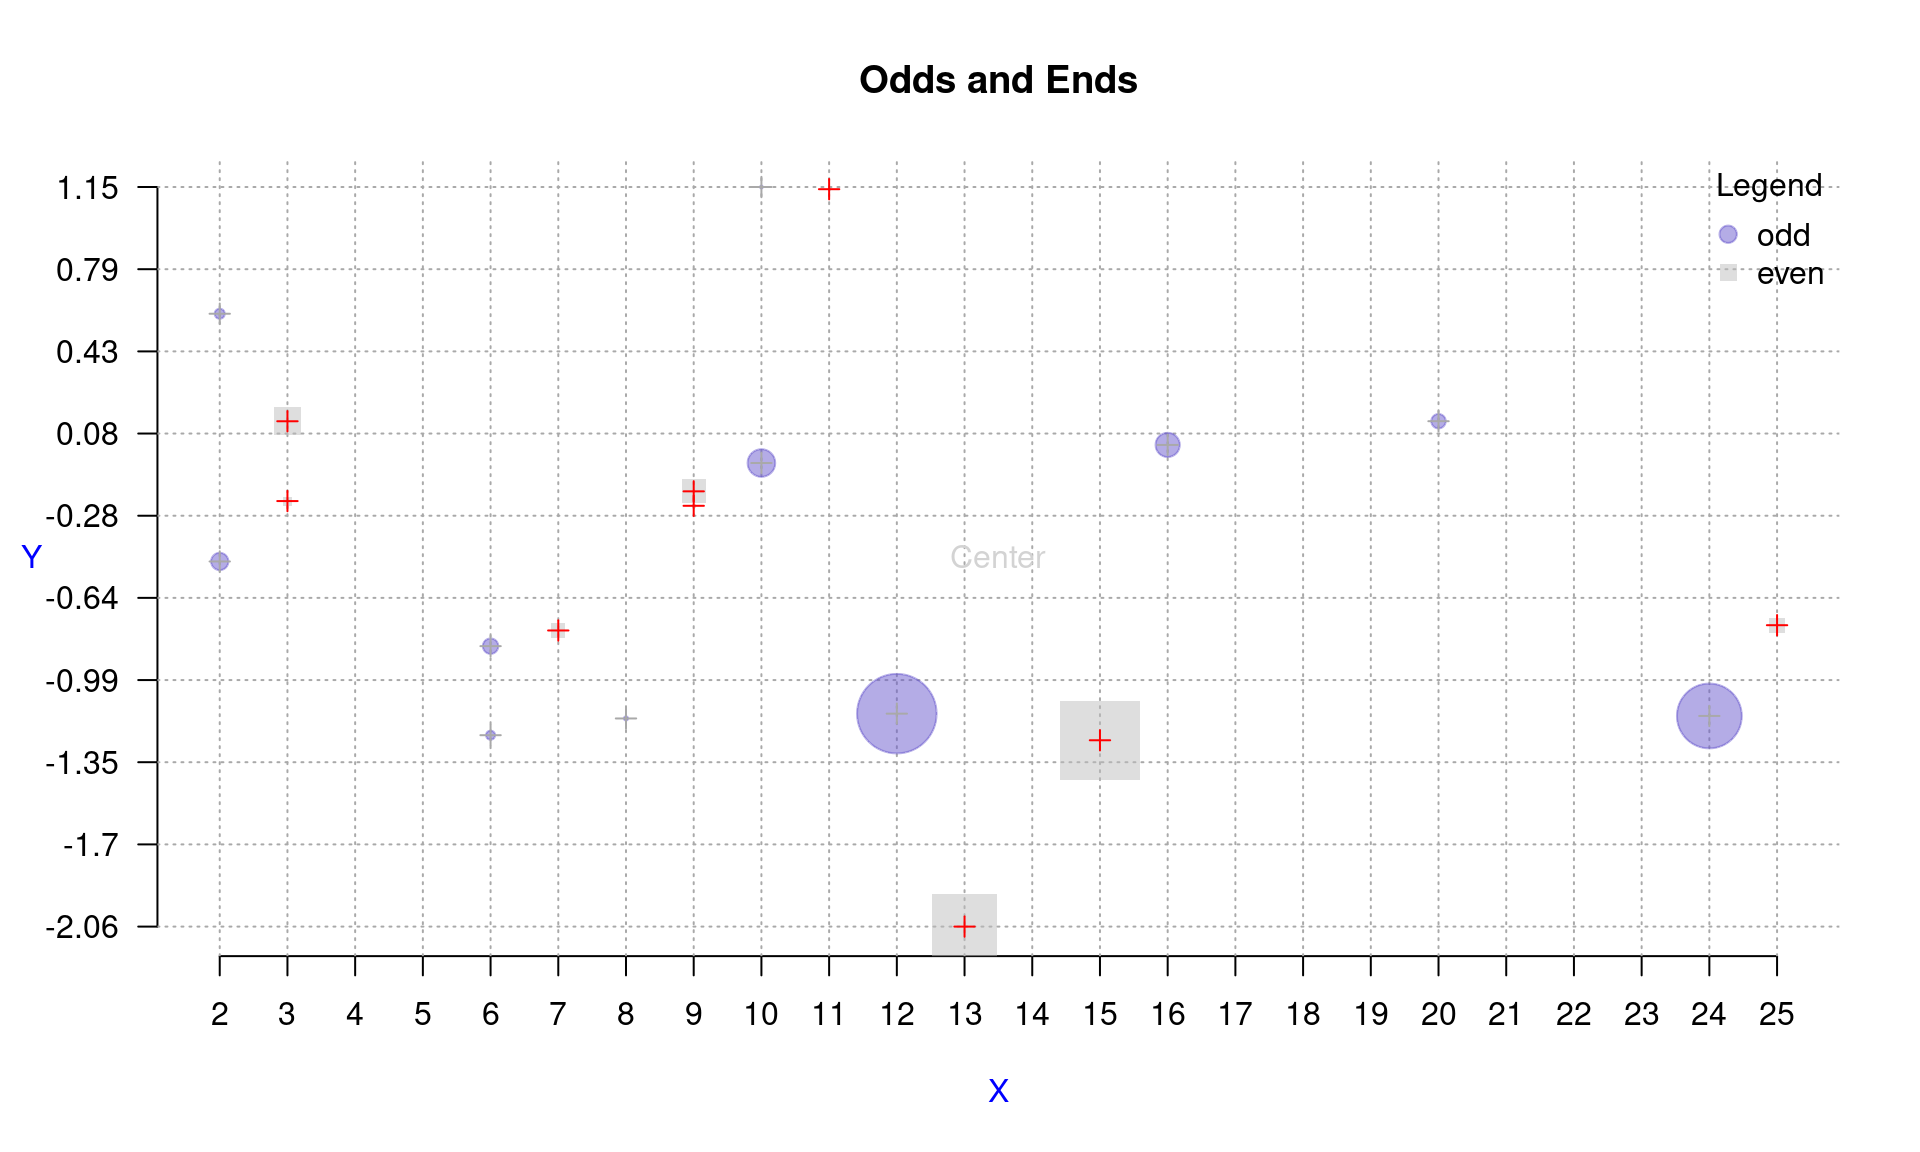 Odds and Ends
Legend
odd
even
1.15
0.79
0.43
0.08
-0.28
-0.64
-0.99
-1.35
-1.7
-2.06
Y
Center
2 3 4 5 6 7 8 9 10 11 12 13 14 15 16 17 18 19 20 21 22 23 24 25
X